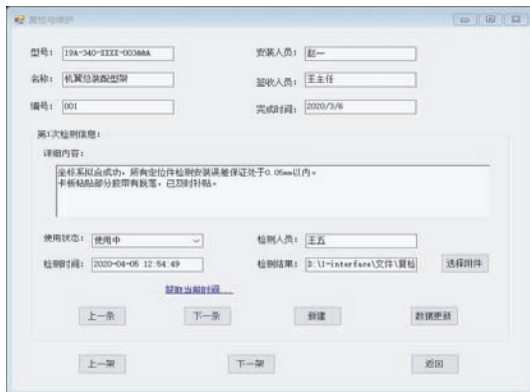 复检与维护
型号： 19A-340-XXXX-003##A 安装人员： 赵一
名称： 机翼总装配型架 签收人员： 王主任
编号： 001 完成时间： 2020/3/6
第1次检测信息：
详细内容：
坐标系拟合成功，所有定位件检测安装误差保证处于0.05mm以内。
卡板粘贴部分胶带有脱落，已及时补贴。
使用状态： 使用中 检测人员： 王五
检测时间： 2020-04-05 12:54:49 检测结果： D:\I-interface\文件\复检 选择附件
获取当前时间...
上一条 下一条 新建 数据更新
上一架 下一架 返回